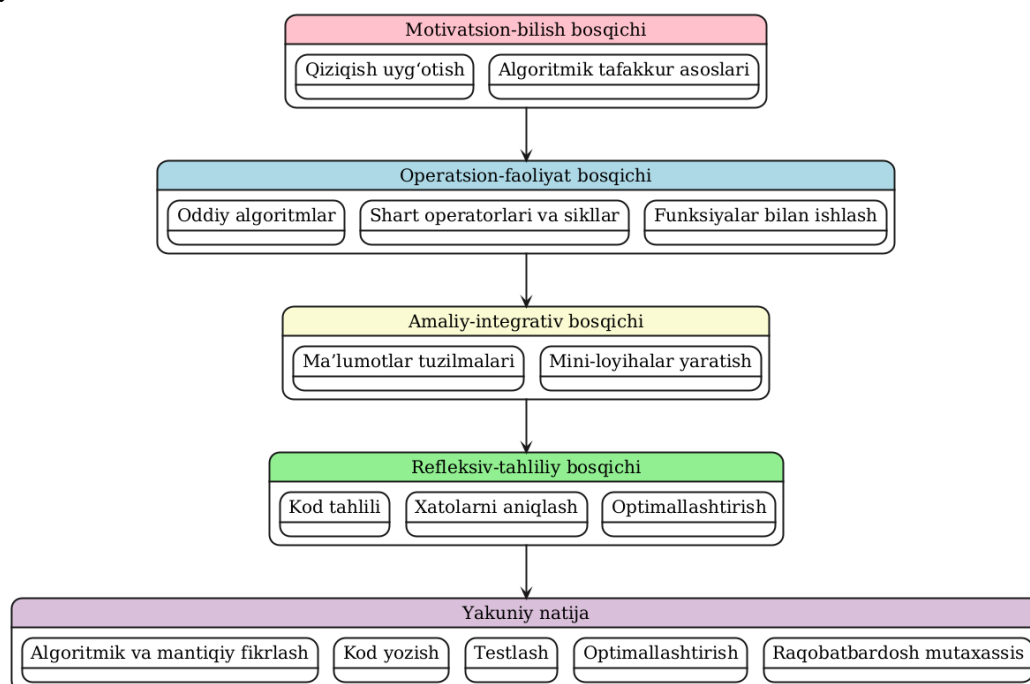 Motivatsion-bilish bosqichi
Qiziqish uyg‘otish
Algoritmik tafakkur asoslari
Operatsion-faoliyat bosqichi
Oddiy algoritmlar
Shart operatorlari va sikllar
Funksiyalar bilan ishlash
Amaliy-integrativ bosqichi
Ma’lumotlar tuzilmalari
Mini-loyihalar yaratish
Refleksiv-tahliliy bosqichi
Kod tahlili
Xatolarni aniqlash
Optimallashtirish
Yakuniy natija
Algoritmik va mantiqiy fikrlash
Kod yozish
Testlash
Optimallashtirish
Raqobatbardosh mutaxassis